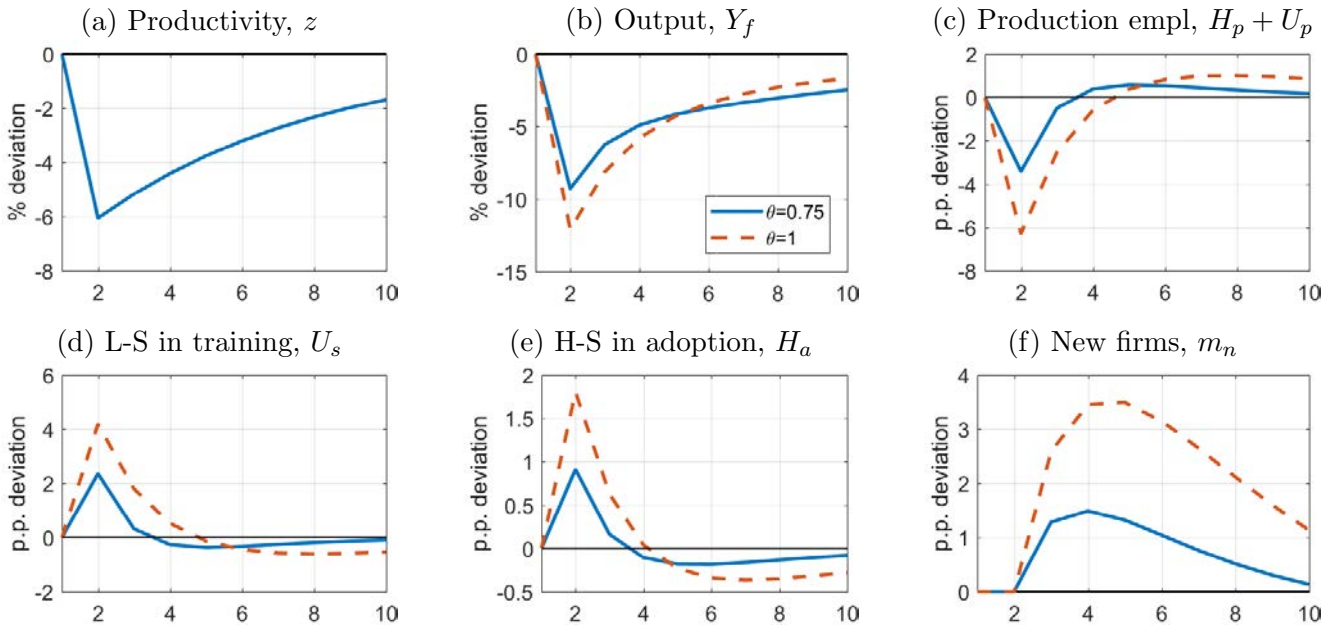 (a) Productivity, z
(b) Output, Y_f
(c) Production empl, H_p + U_p
% deviation
0
-2
-4
-6
-8
2 4 6 8 10
% deviation
0
-5
-10
-15
θ=0.75
θ=1
2 4 6 8 10
p.p. deviation
2
0
-2
-4
-6
-8
2 4 6 8 10
(d) L-S in training, U_s
(e) H-S in adoption, H_a
(f) New firms, m_n
p.p. deviation
6
4
2
0
-2
2 4 6 8 10
p.p. deviation
2
1.5
1
0.5
0
-0.5
2 4 6 8 10
p.p. deviation
4
3
2
1
0
2 4 6 8 10